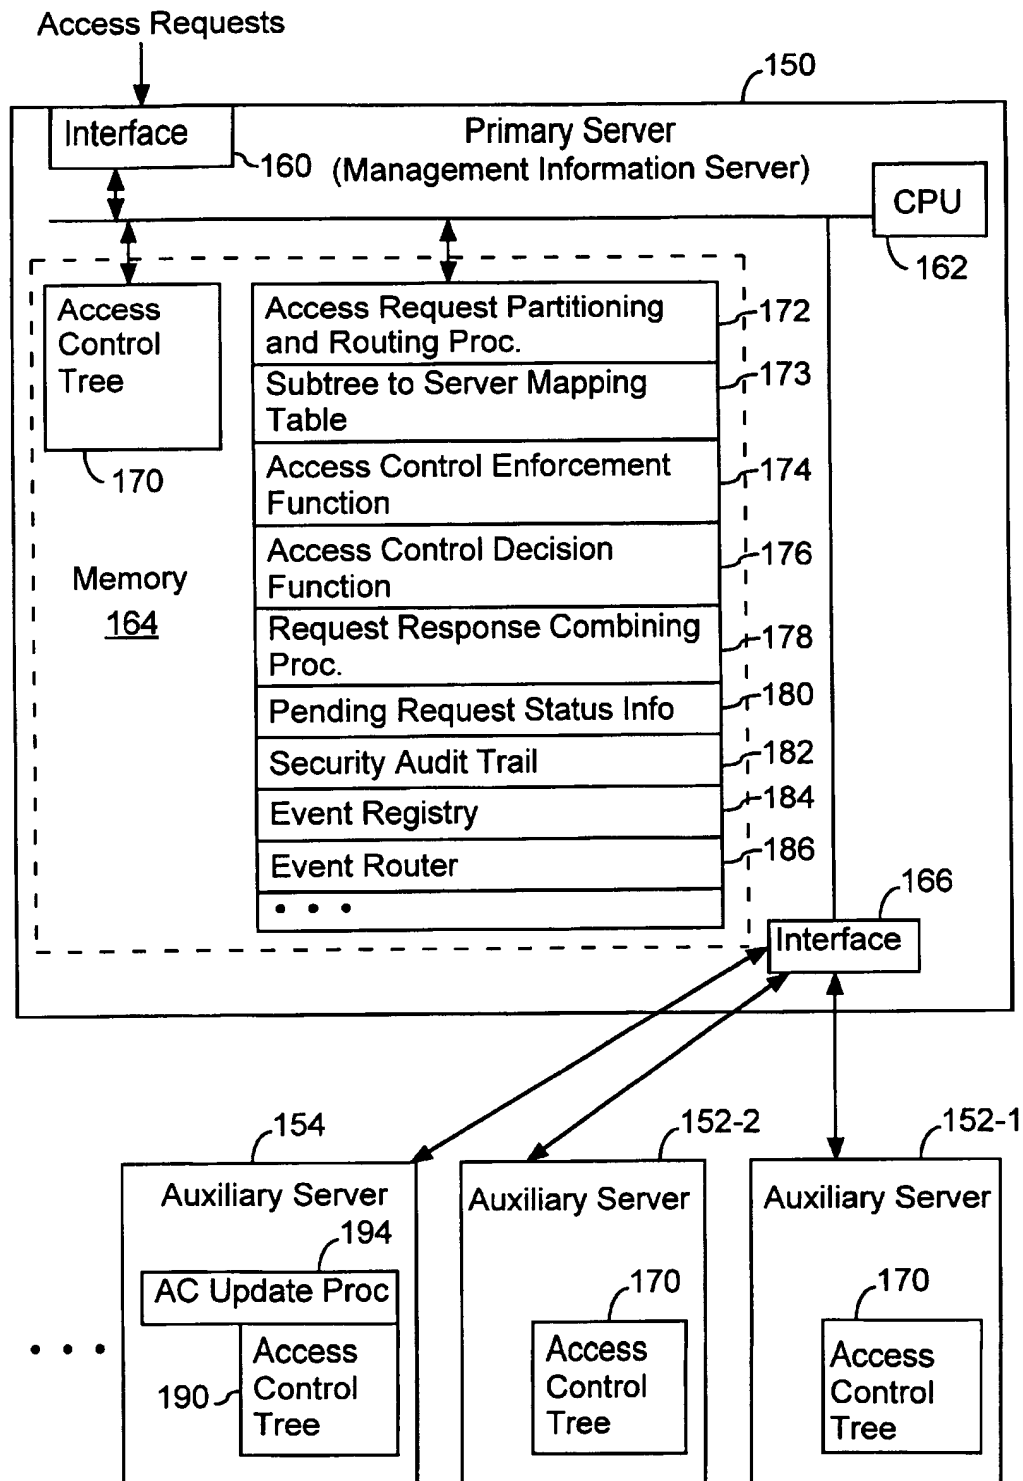 Access Requests
150
Interface
160
Primary Server
(Management Information Server)
CPU
162
Access
Control
Tree
170
Memory
164
Access Request Partitioning
and Routing Proc.
172
Subtree to Server Mapping
Table
173
Access Control Enforcement
Function
174
Access Control Decision
Function
176
Request Response Combining
Proc.
178
Pending Request Status Info
180
Security Audit Trail
182
Event Registry
184
Event Router
186
• • •
166
Interface
154
Auxiliary Server
194
AC Update Proc
190
Access
Control
Tree
• • •
152-2
Auxiliary Server
170
Access
Control
Tree
152-1
Auxiliary Server
170
Access
Control
Tree